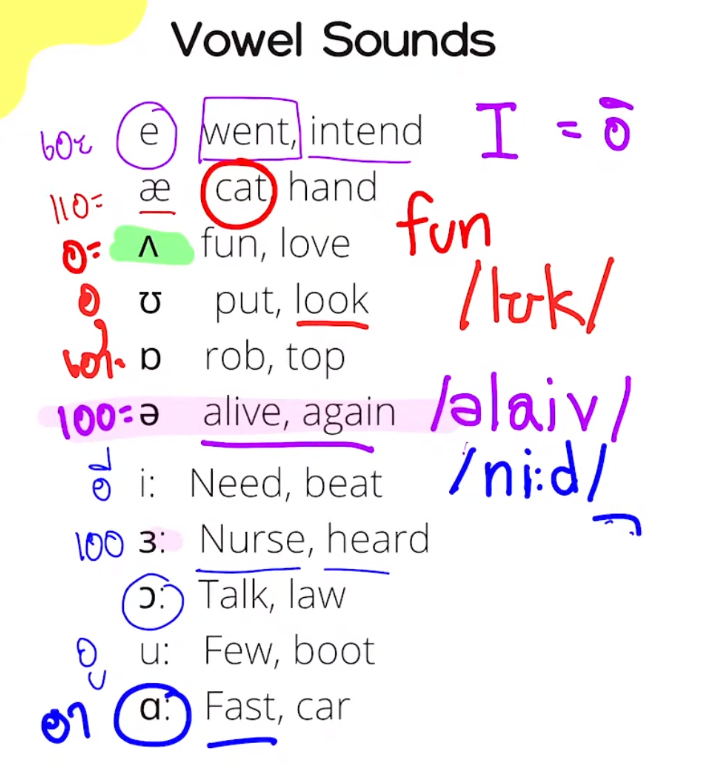 Vowel Sounds
เอะ e went, intend I = อิ
แอะ æ cat, hand
อะ ʌ fun, love fun
อ ʊ put, look /lʊk/
เอาะ ɒ rob, top
เออะ ə alive, again /əlaiv/
อี i: Need, beat /ni:d/
เออ ɜ: Nurse, heard
ɔ: Talk, law
อู u: Few, boot
อา ɑ: Fast, car